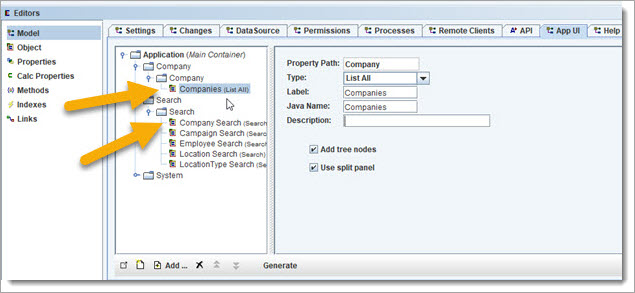 Editors
Model
Object
Properties
Calc Properties
Methods
Indexes
Links
Settings
Changes
DataSource
Permissions
Processes
Remote Clients
API
App UI
Help
Application (Main Container)
Company
Company
Companies (List All)
Search
Search
Company Search (Search
Campaign Search (Search
Employee Search (Search
Location Search (Search)
LocationType Search (Se
System
Add ...
Generate
Property Path: Company
Type: List All
Label: Companies
Java Name: Companies
Description:
Add tree nodes
Use split panel